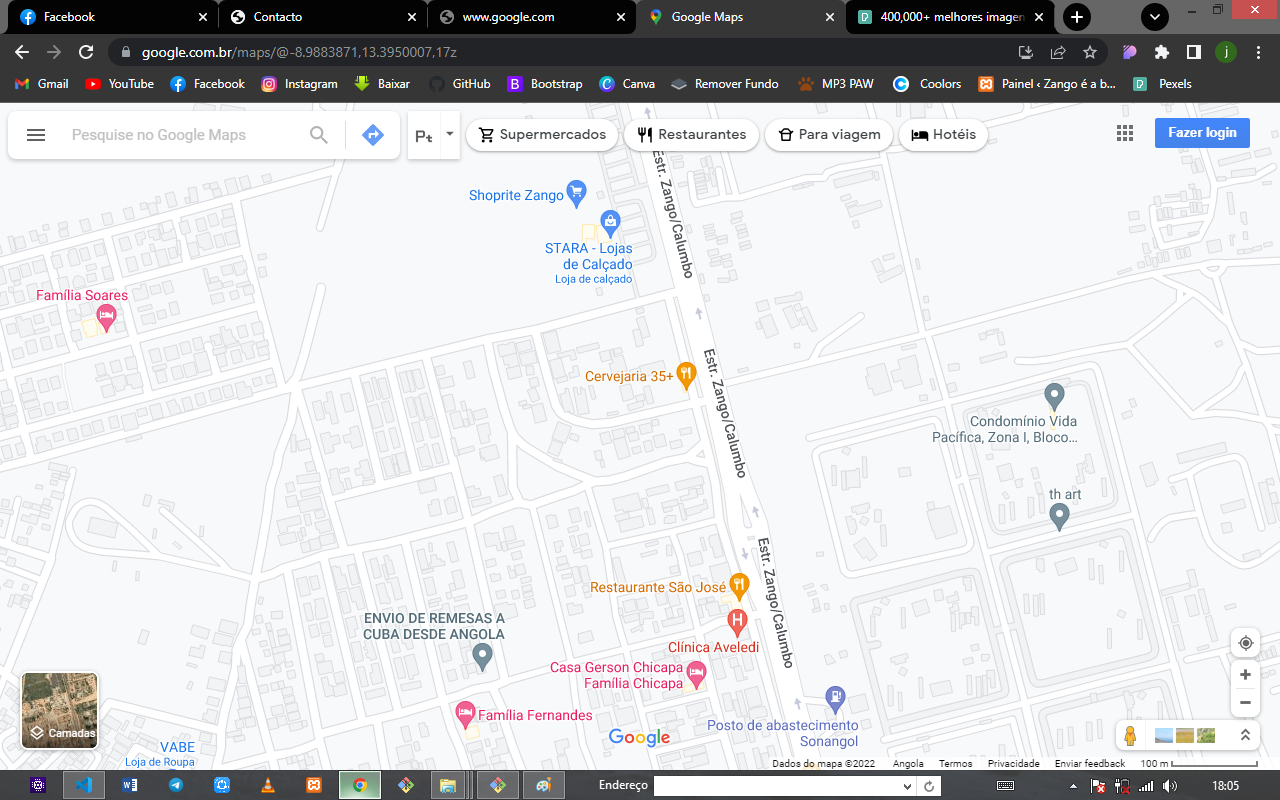 Facebook
Contacto
www.google.com
Google Maps
400,000+ melhores imagen
google.com.br/maps/@-8.9883871,13.3950007,17z
j
Gmail
YouTube
Facebook
Instagram
Baixar
GitHub
Bootstrap
Canva
Remover Fundo
MP3 PAW
Coolors
Painel ‹ Zango é a b...
Pexels
Pesquise no Google Maps
Pt
Supermercados
Restaurantes
Para viagem
Hotéis
Fazer login
Estr. Zango/Calumbo
Shoprite Zango
STARA - Lojas
de Calçado
Loja de calçado
Família Soares
Estr. Zango/Calumbo
Cervejaria 35+
Condomínio Vida
Pacífica, Zona I, Bloco...
th art
Estr. Zango/Calumbo
Restaurante São José
ENVIO DE REMESAS A
CUBA DESDE ANGOLA
H
Clínica Aveledi
Casa Gerson Chicapa
Família Chicapa
Família Fernandes
Posto de abastecimento
Sonangol
Camadas
VABE
Loja de Roupa
Google
Dados do mapa ©2022
Angola
Termos
Privacidade
Enviar feedback
100 m
Endereço
18:05